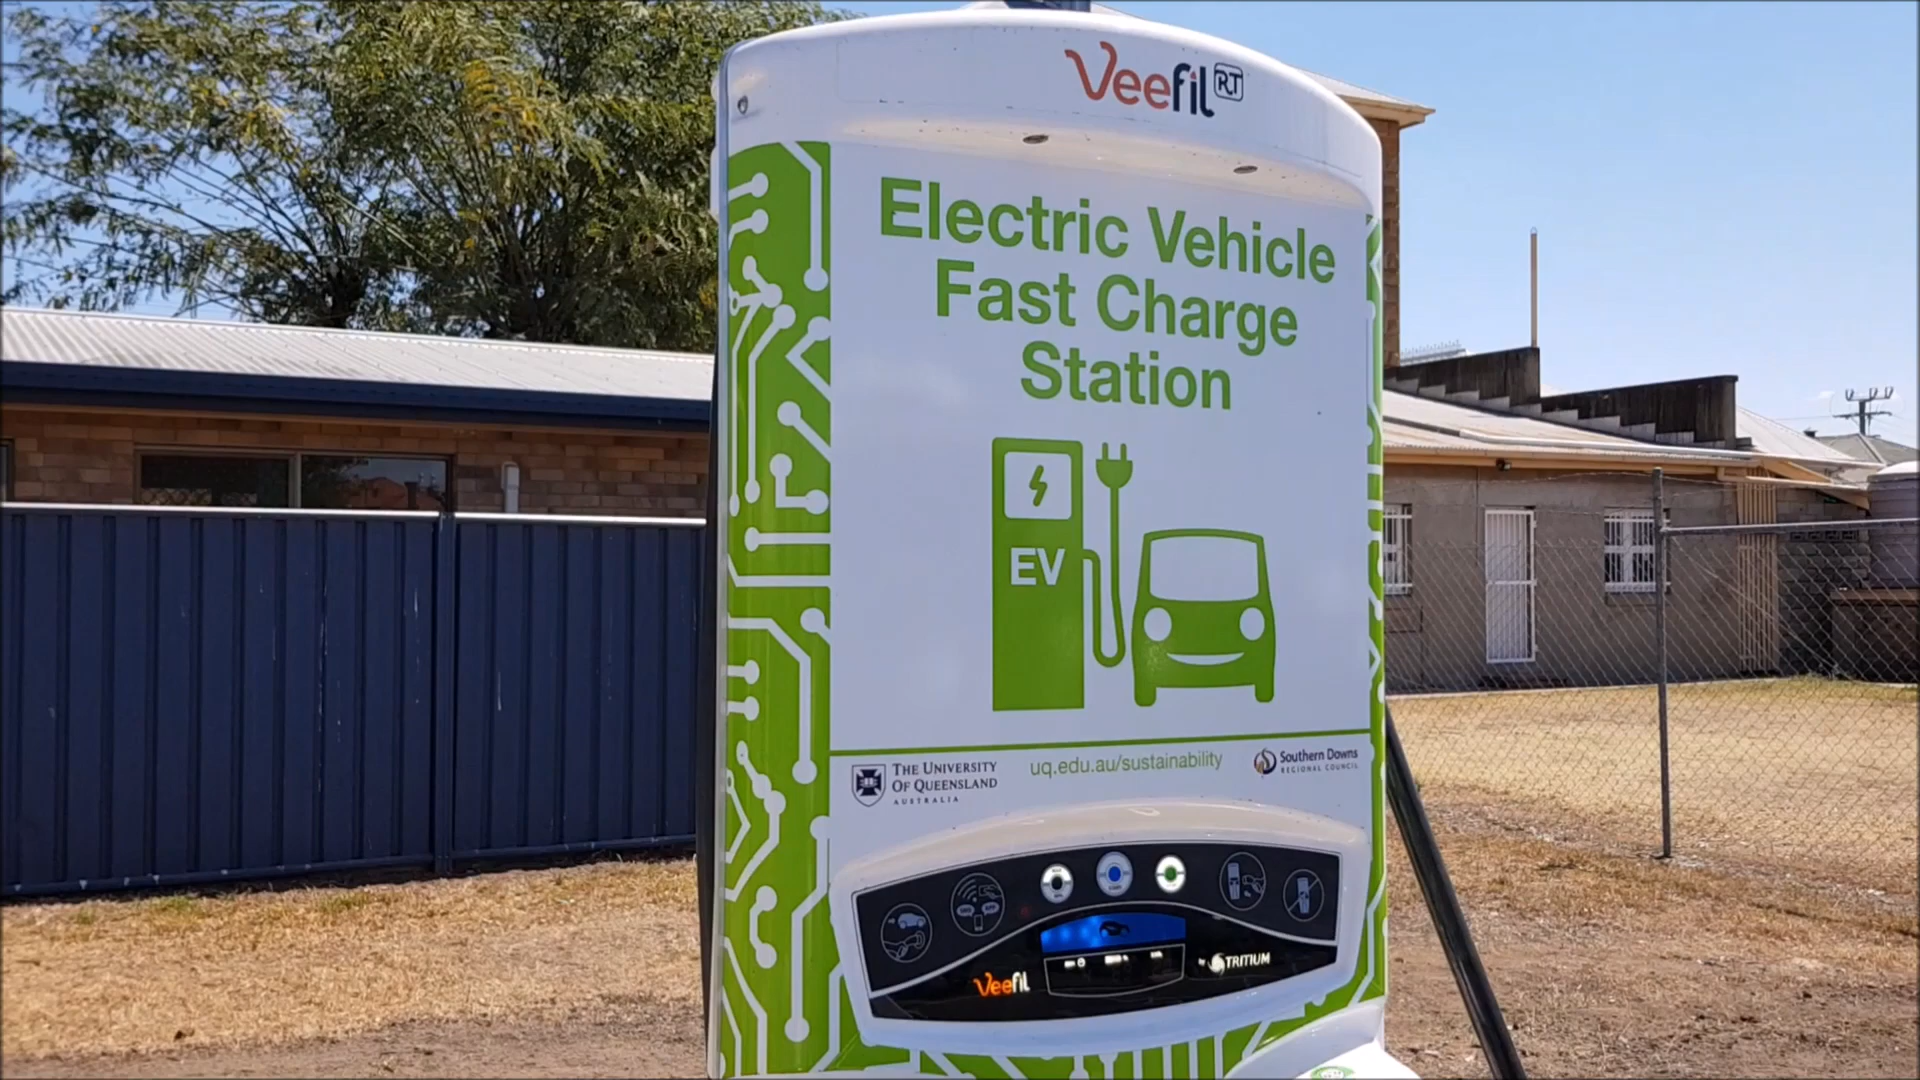 Veefil RT
Electric Vehicle
Fast Charge
Station
EV
THE UNIVERSITY
OF QUEENSLAND
AUSTRALIA
uq.edu.au/sustainability
Southern Downs
REGIONAL COUNCIL
Veefil
by TRITIUM